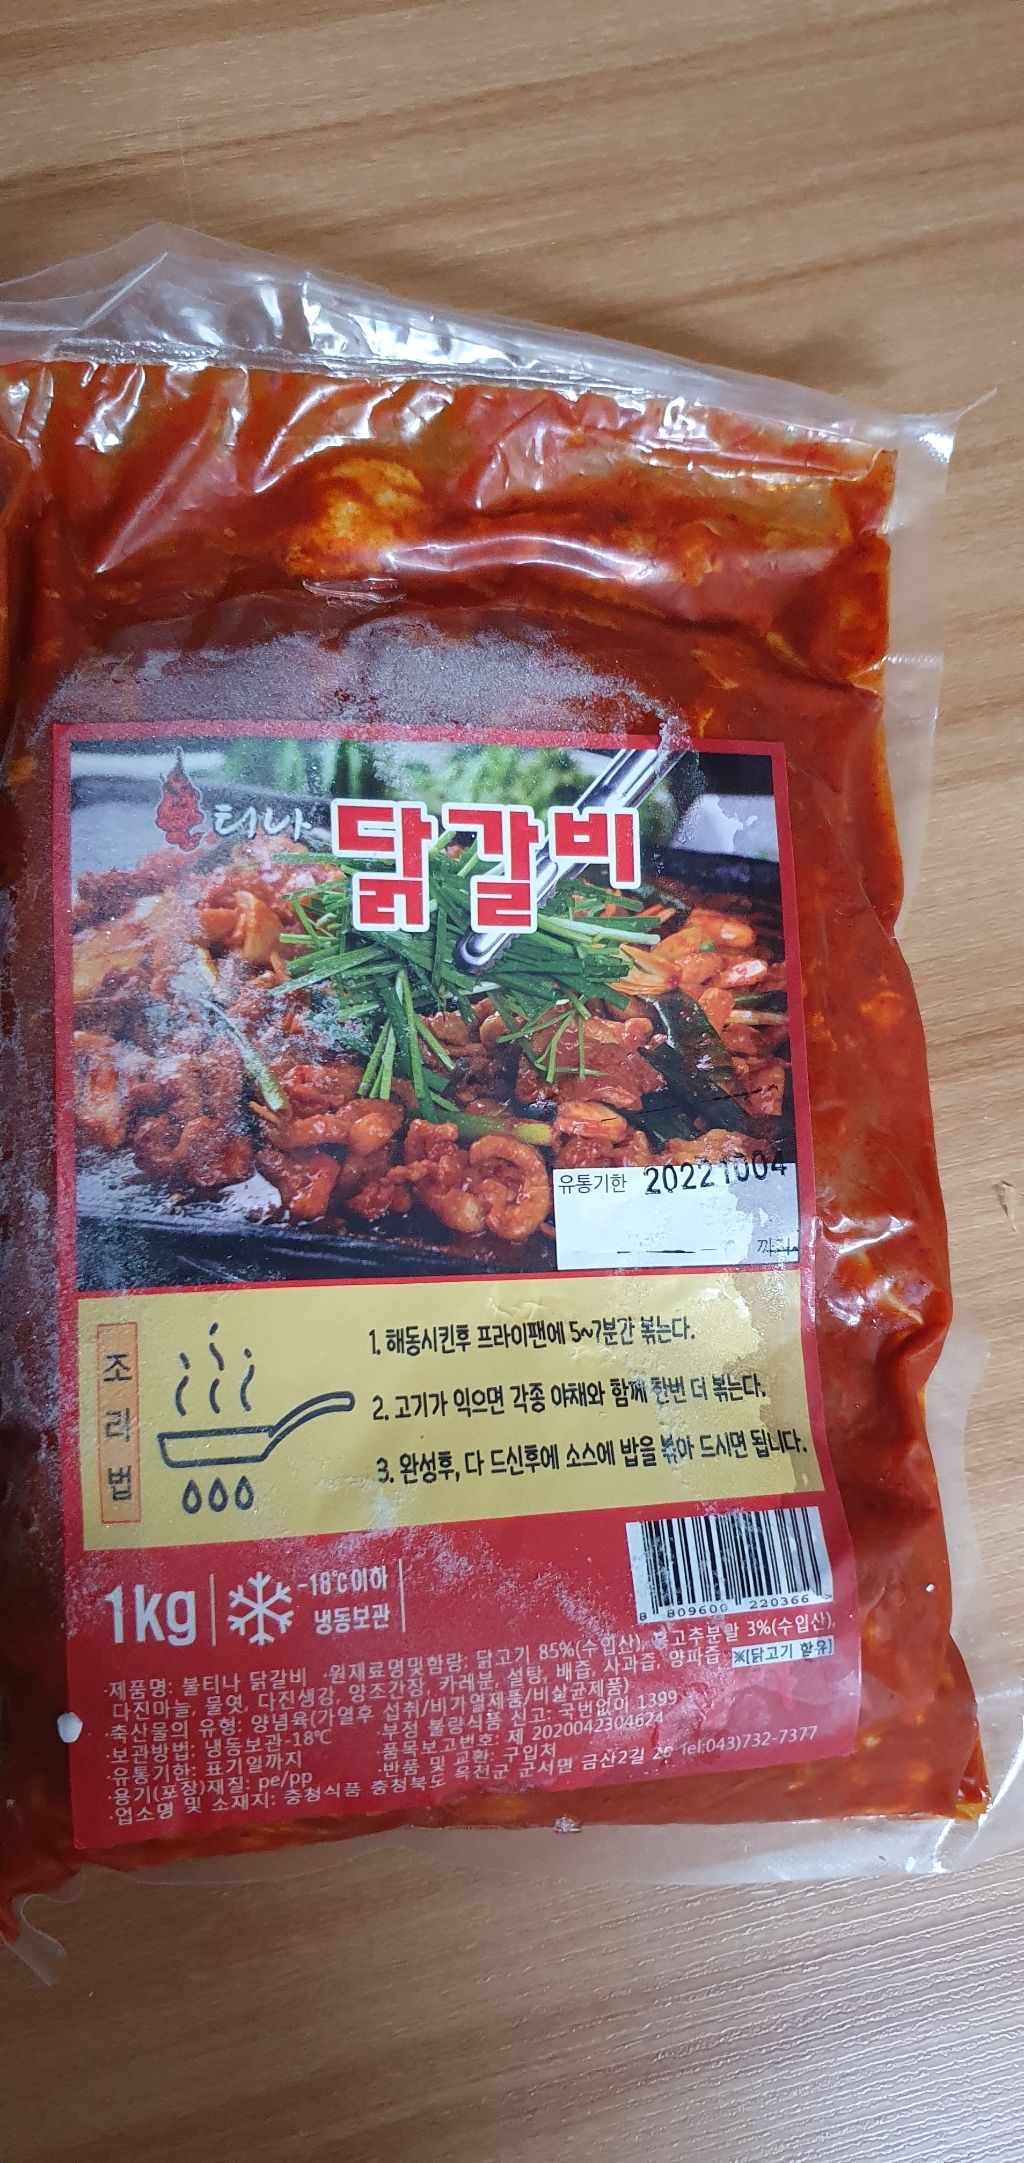 불티나 닭갈비
유통기한 20221004
까지
조리법
1. 해동시킨후 프라이팬에 5~7분간 볶는다.
2. 고기가 익으면 각종 야채와 함께 한번 더 볶는다.
3. 완성후, 다 드신후에 소스에 밥을 볶아 드시면 됩니다.
1kg
-18℃이하
냉동보관
8 809600 220366 >
·제품명: 불티나 닭갈비 ·원재료명및함량: 닭고기 85%(수입산), 고추분말 3%(수입산),
다진마늘, 물엿, 다진생강, 양조간장, 카레분, 설탕, 배즙, 사과즙, 양파즙 ※[닭고기 함유]
·축산물의 유형: 양념육(가열후 섭취/비가열제품/비살균제품)
·보관방법: 냉동보관-18℃ ·부정 불량식품 신고: 국번없이 1399
·유통기한: 표기일까지 ·품목보고번호: 제 2020042304624
·용기(포장)재질: pe/pp ·반품 및 교환: 구입처
·업소명 및 소재지: 충청식품 충청북도 옥천군 군서면 금산2길 Tel:043)732-7377